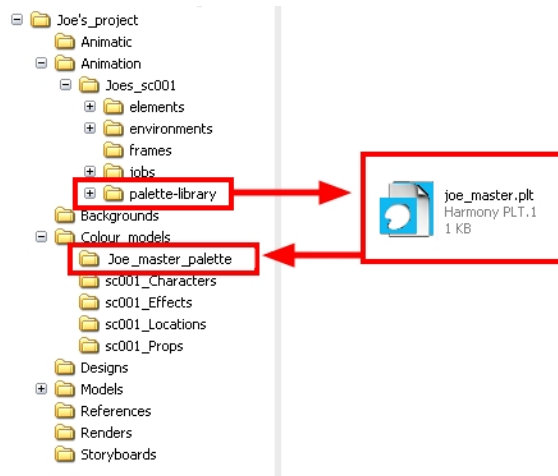 Joe's_project
Animatic
Animation
Joes_sc001
elements
environments
frames
jobs
palette-library
Backgrounds
Colour_models
Joe_master_palette
sc001_Characters
sc001_Effects
sc001_Locations
sc001_Props
Designs
Models
References
Renders
Storyboards
joe_master.plt
Harmony PLT.1
1 KB